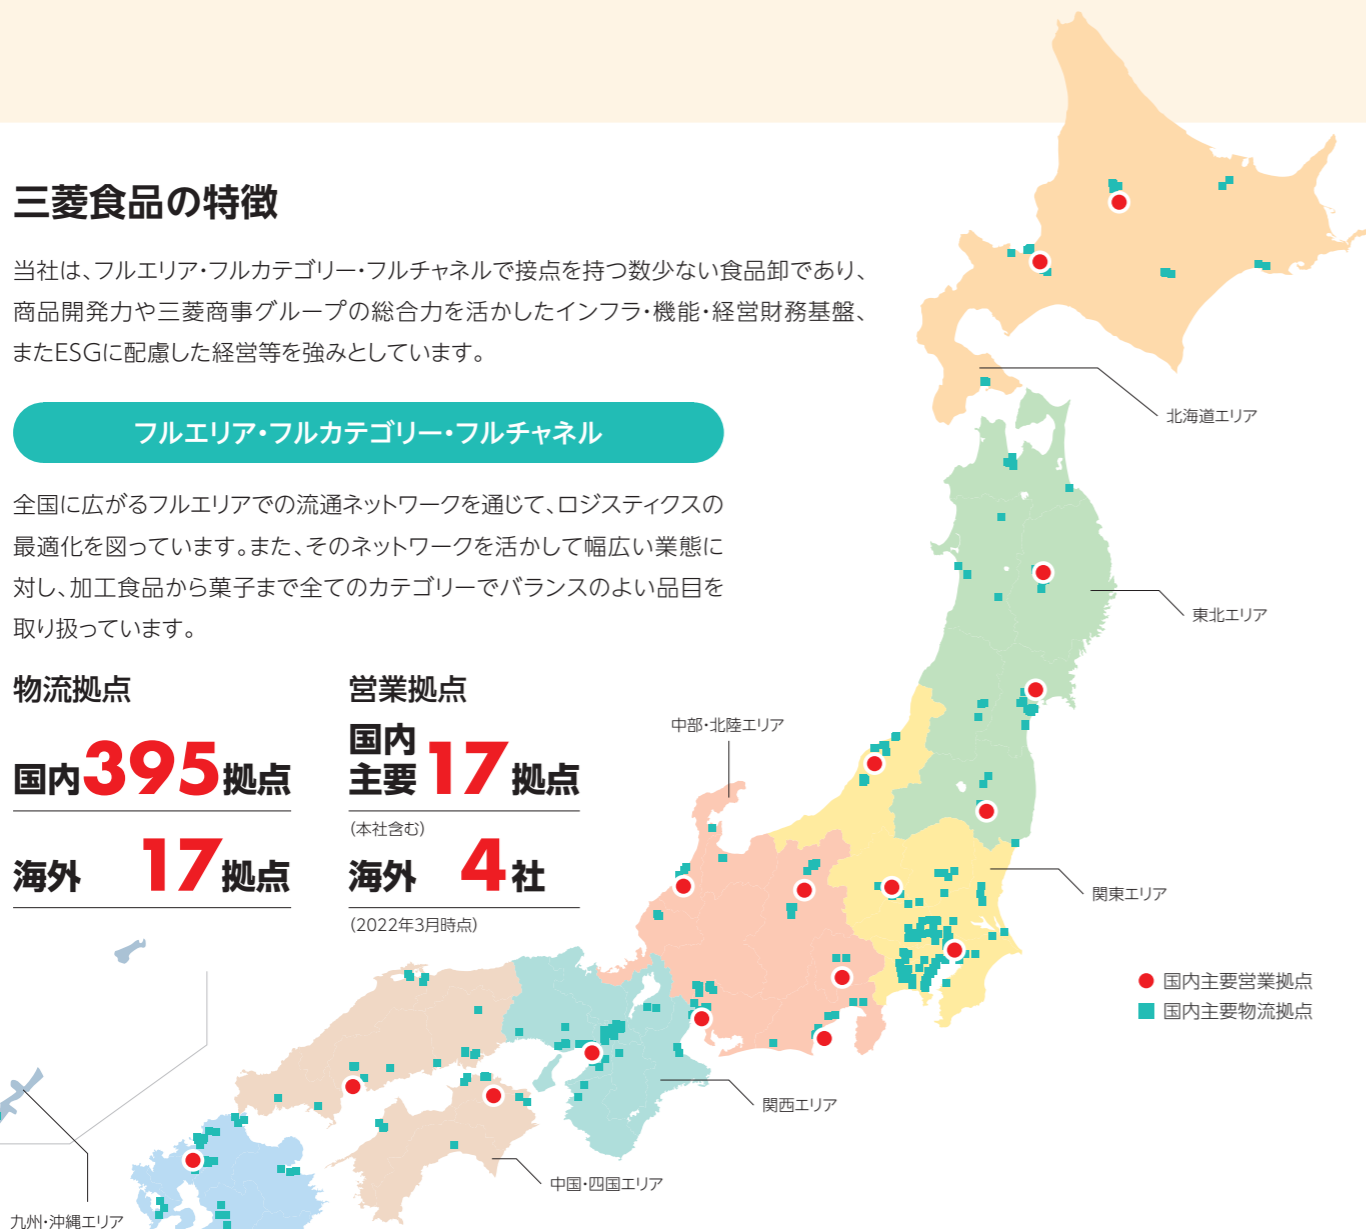 三菱食品の特徴
当社は、フルエリア・フルカテゴリー・フルチャネルで接点を持つ数少ない食品卸であり、
商品開発力や三菱商事グループの総合力を活かしたインフラ・機能・経営財務基盤、
またESGに配慮した経営等を強みとしています。
フルエリア・フルカテゴリー・フルチャネル
全国に広がるフルエリアでの流通ネットワークを通じて、ロジスティクスの
最適化を図っています。また、そのネットワークを活かして幅広い業態に
対し、加工食品から菓子まで全てのカテゴリーでバランスのよい品目を
取り扱っています。
物流拠点
国内395拠点
海外 17拠点
営業拠点
国内主要17拠点
(本社含む)
海外 4社
(2022年3月時点)
北海道エリア
東北エリア
中部・北陸エリア
関東エリア
国内主要営業拠点
国内主要物流拠点
関西エリア
中国・四国エリア
九州・沖縄エリア